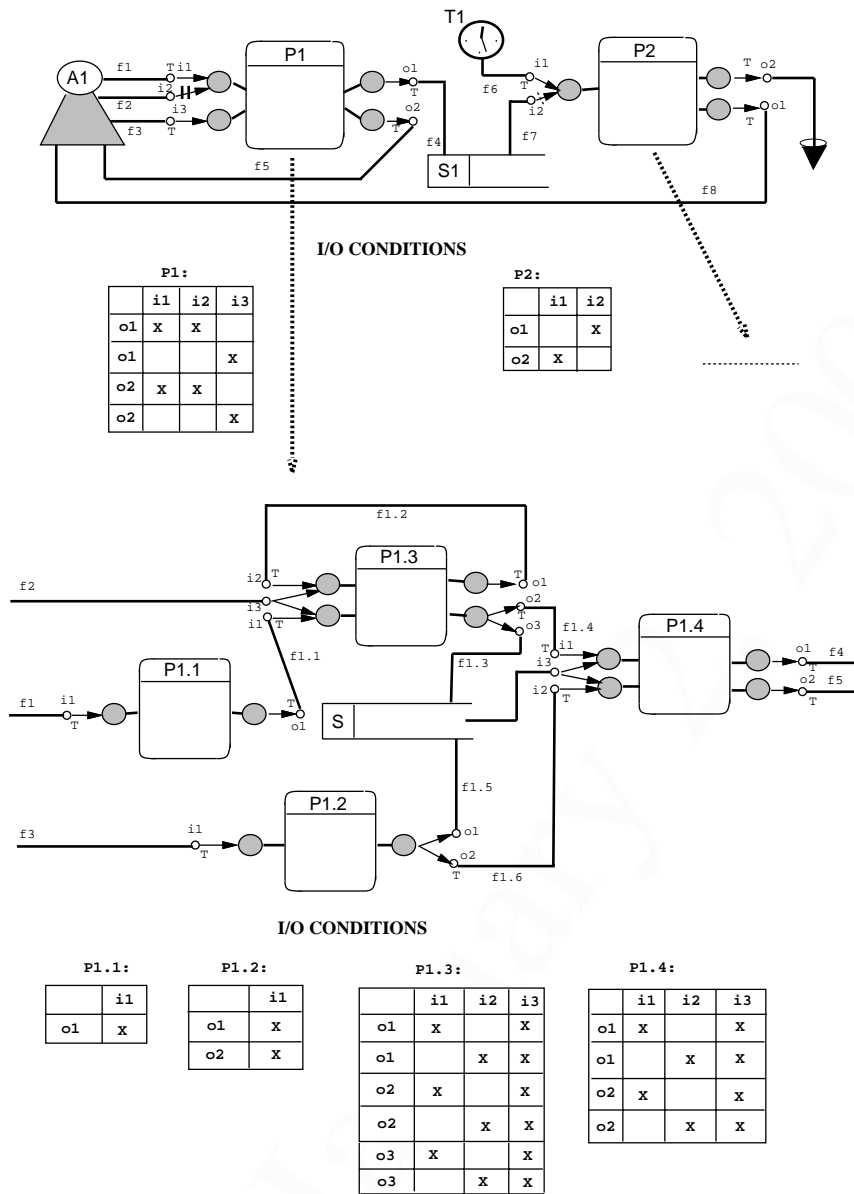 T1
A1
f1
T
i1
i2
f2
i3
f3
T
P1
o1
T
o2
T
f4
f5
S1
i1
T
f6
i2
f7
P2
T
o2
o1
T
f8
I/O CONDITIONS
P1:
i1 i2 i3
o1 x x
o1 x
o2 x x
o2 x
P2:
i1 i2
o1 x
o2 x
f1.2
f2
i2
T
i3
i1
T
P1.3
T
o1
o2
T
o3
f1.4
f1.1
f1.3
i1
T
i3
i2
T
P1.4
o1
T
f4
o2
T
f5
f1
i1
T
P1.1
T
o1
S
f1.5
f3
i1
T
P1.2
o1
o2
T
f1.6
I/O CONDITIONS
P1.1:
i1
o1 x
P1.2:
i1
o1 x
o2 x
P1.3:
i1 i2 i3
o1 x x
o1 x x
o2 x x
o2 x x
o3 x x
o3 x x
P1.4:
i1 i2 i3
o1 x x
o1 x x
o2 x x
o2 x x